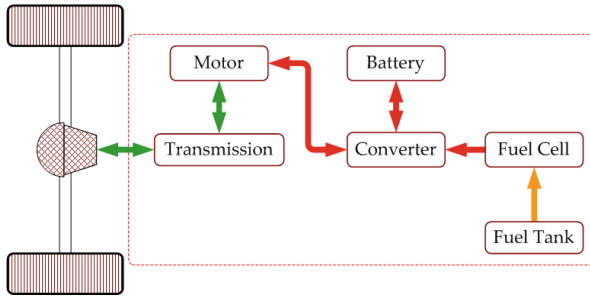 Motor
Battery
Transmission
Converter
Fuel Cell
Fuel Tank